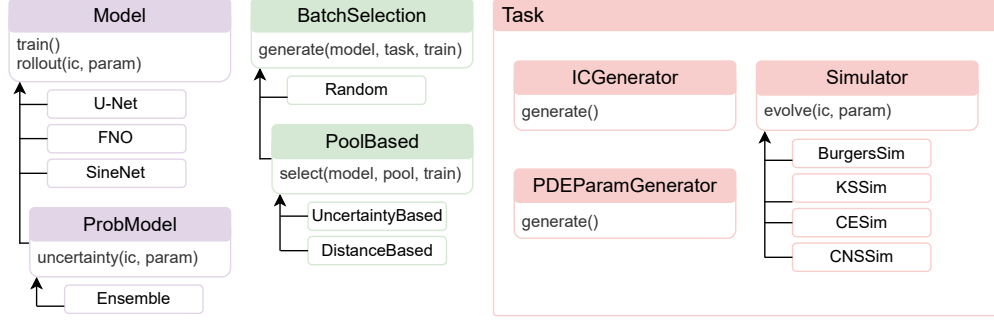 Model
train()
rollout(ic, param)
U-Net
FNO
SineNet
ProbModel
uncertainty(ic, param)
Ensemble
BatchSelection
generate(model, task, train)
Random
PoolBased
select(model, pool, train)
UncertaintyBased
DistanceBased
Task
ICGenerator
generate()
PDEParamGenerator
generate()
Simulator
evolve(ic, param)
BurgersSim
KSSim
CESim
CNSSim